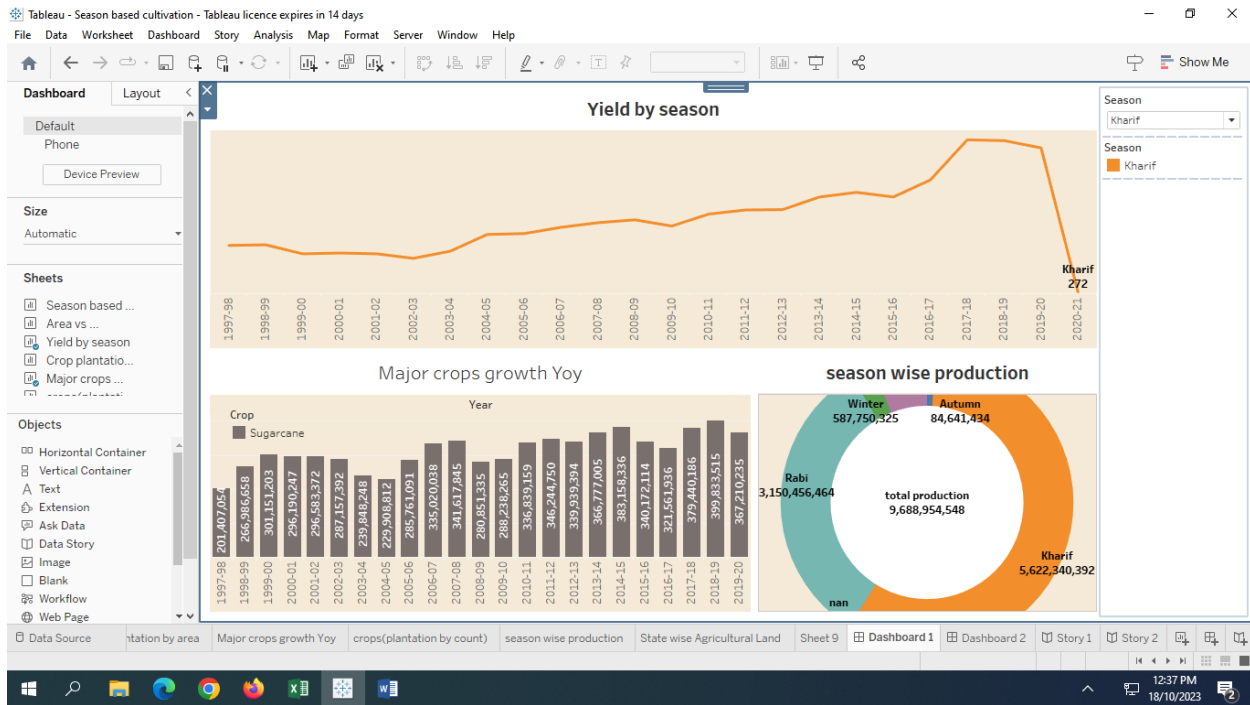 Tableau - Season based cultivation - Tableau licence expires in 14 days
File Data Worksheet Dashboard Story Analysis Map Format Server Window Help
Show Me
Dashboard Layout
Default
Phone
Device Preview
Size
Automatic
Sheets
Season based ...
Area vs ...
Yield by season
Crop plantatio...
Major crops ...
Objects
Horizontal Container
Vertical Container
Text
Extension
Ask Data
Data Story
Image
Blank
Workflow
Web Page
Yield by season
Kharif
272
1997-98 1998-99 1999-00 2000-01 2001-02 2002-03 2003-04 2004-05 2005-06 2006-07 2007-08 2008-09 2009-10 2010-11 2011-12 2012-13 2013-14 2014-15 2015-16 2016-17 2017-18 2018-19 2019-20 2020-21
Season
Kharif
Season
Kharif
Major crops growth Yoy
Year
Crop
Sugarcane
201,407,054 266,986,658 301,151,203 296,190,247 296,583,372 287,157,392 239,848,248 229,908,812 285,761,091 335,020,038 341,617,845 280,851,335 288,238,265 336,839,159 346,244,750 339,939,394 366,777,005 383,158,336 340,172,114 321,561,936 379,440,186 399,833,515 367,210,235
1997-98 1998-99 1999-00 2000-01 2001-02 2002-03 2003-04 2004-05 2005-06 2006-07 2007-08 2008-09 2009-10 2010-11 2011-12 2012-13 2013-14 2014-15 2015-16 2016-17 2017-18 2018-19 2019-20
season wise production
Winter
587,750,325
Autumn
84,641,434
Rabi
3,150,456,464
total production
9,688,954,548
Kharif
5,622,340,392
nan
Data Source ntation by area Major crops growth Yoy crops(plantation by count) season wise production State wise Agricultural Land Sheet 9 Dashboard 1 Dashboard 2 Story 1 Story 2
12:37 PM
18/10/2023
2